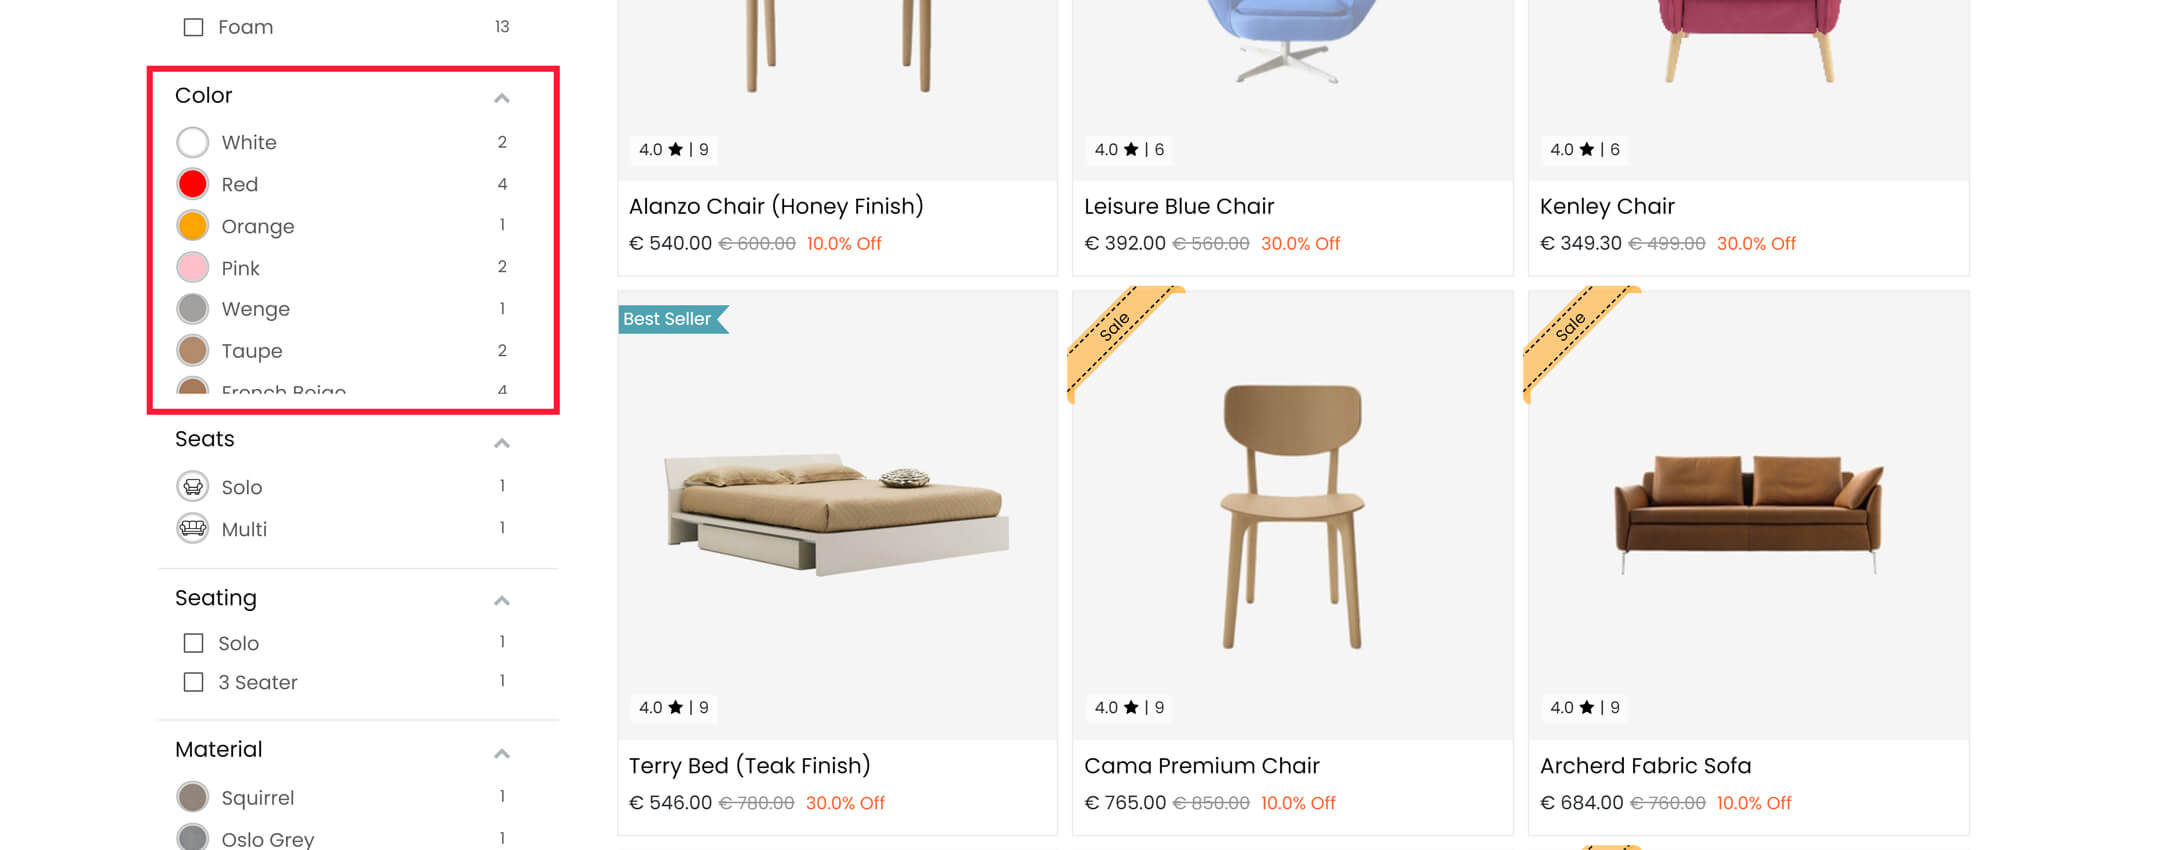 Foam 13
Color
White 2
Red 4
Orange 1
Pink 2
Wenge 1
Taupe 2
French Beige 4
Seats
Solo 1
Multi 1
Seating
Solo 1
3 Seater 1
Material
Squirrel 1
Oslo Grey 1
4.0 ★ | 9
Alanzo Chair (Honey Finish)
€ 540.00 € 600.00 10.0% Off
4.0 ★ | 6
Leisure Blue Chair
€ 392.00 € 560.00 30.0% Off
4.0 ★ | 6
Kenley Chair
€ 349.30 € 499.00 30.0% Off
Best Seller
4.0 ★ | 9
Terry Bed (Teak Finish)
€ 546.00 € 780.00 30.0% Off
Sale
4.0 ★ | 9
Cama Premium Chair
€ 765.00 € 850.00 10.0% Off
Sale
4.0 ★ | 9
Archerd Fabric Sofa
€ 684.00 € 760.00 10.0% Off